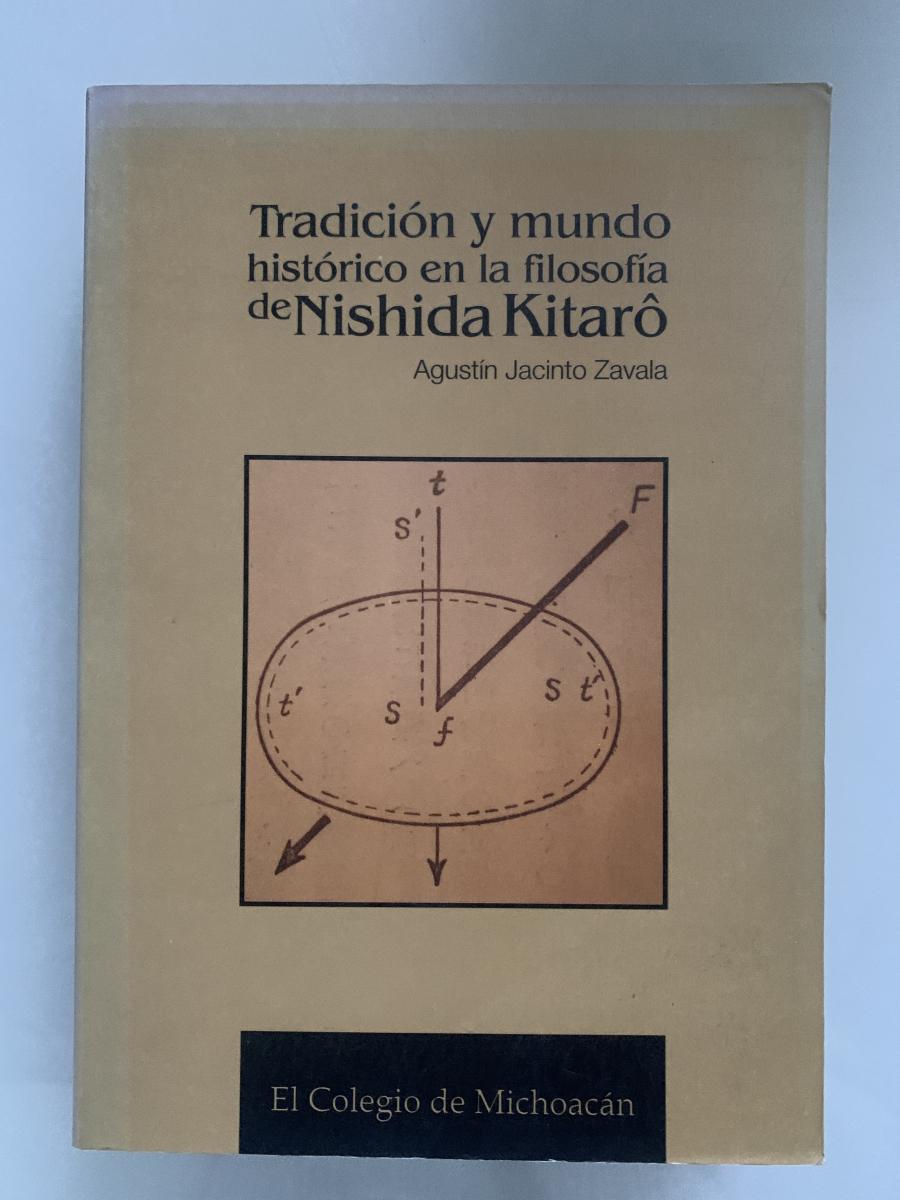 Tradición y mundo
histórico en la filosofía
de Nishida Kitarô
Agustín Jacinto Zavala
t
S'
F
t'
S
f
S t'
El Colegio de Michoacán